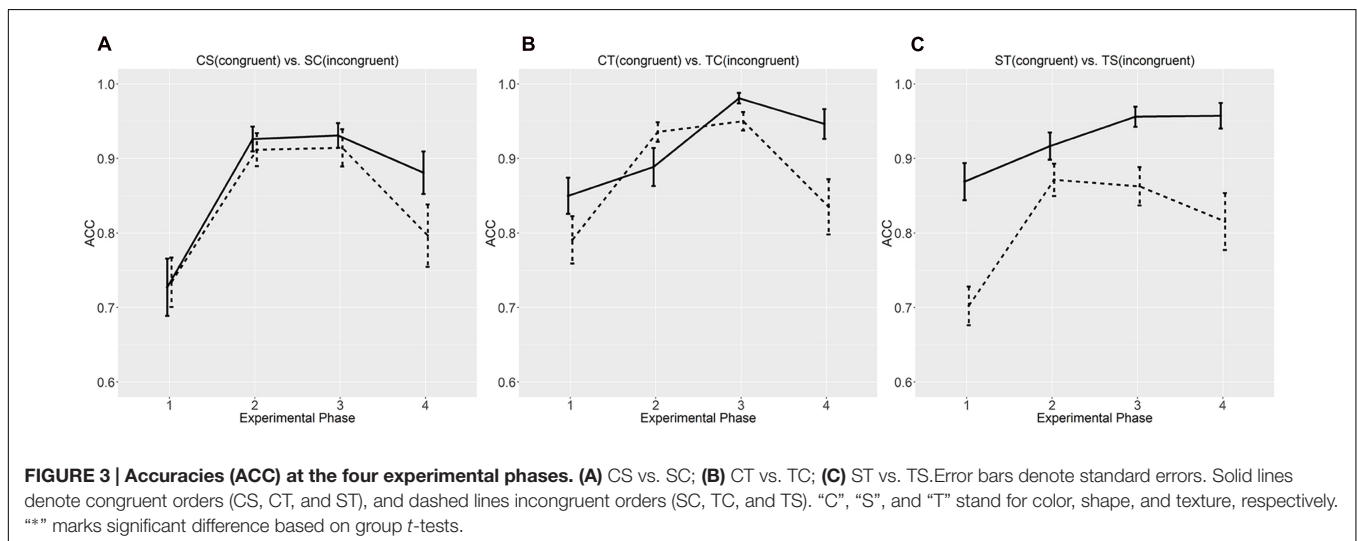 A
CS(congruent) vs. SC(incongruent)
1.0
0.9
0.8
0.7
0.6
ACC
1 2 3 4
Experimental Phase
B
CT(congruent) vs. TC(incongruent)
1.0
0.9
0.8
0.7
0.6
ACC
1 2 3 4
Experimental Phase
C
ST(congruent) vs. TS(incongruent)
1.0
0.9
0.8
0.7
0.6
ACC
1 2 3 4
Experimental Phase
FIGURE 3 | Accuracies (ACC) at the four experimental phases. (A) CS vs. SC; (B) CT vs. TC; (C) ST vs. TS.Error bars denote standard errors. Solid lines
denote congruent orders (CS, CT, and ST), and dashed lines incongruent orders (SC, TC, and TS). “C”, “S”, and “T” stand for color, shape, and texture, respectively.
“*” marks significant difference based on group t-tests.